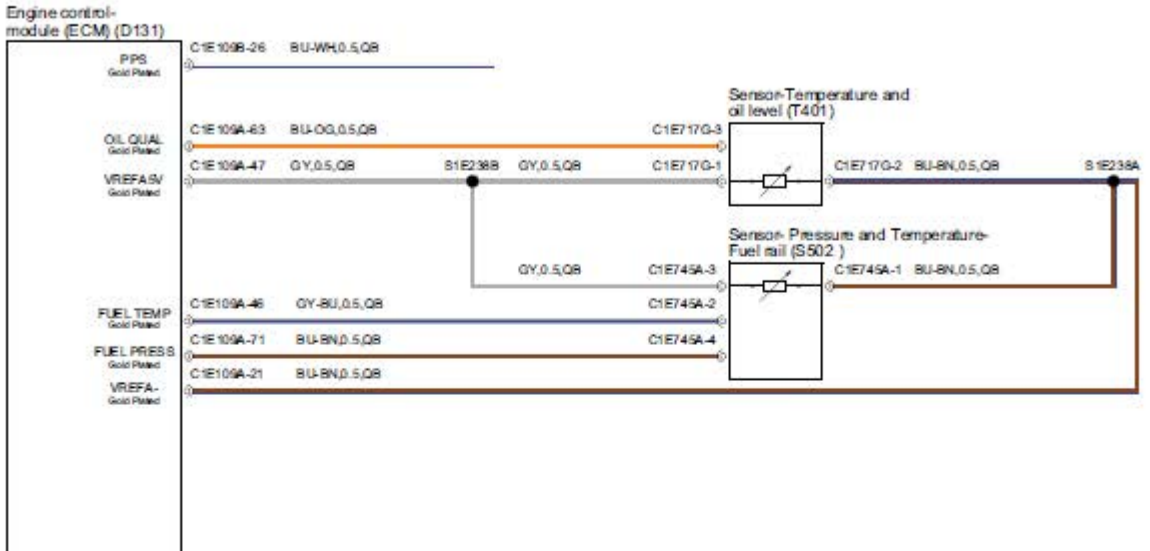 Engine control-
module (ECM) (D131)
C1E109B-26 BU-WH,0.5,QB
PPS
Gold Plated
Sensor-Temperature and
oil level (T401)
C1E109A-63 BU-OG,0.5,QB C1E717G-3
OIL QUAL
Gold Plated
C1E109A-47 GY,0.5,QB S1E238B GY,0.5,QB C1E717G-1 C1E717G-2 BU-BN,0.5,QB S1E238A
VREFA5V
Gold Plated
Sensor- Pressure and Temperature-
Fuel rail (S502 )
GY,0.5,QB C1E745A-3 C1E745A-1 BU-BN,0.5,QB
C1E109A-46 GY-BU,0.5,QB C1E745A-2
FUEL TEMP
Gold Plated
C1E109A-71 BU-BN,0.5,QB C1E745A-4
FUEL PRESS
Gold Plated
C1E109A-21 BU-BN,0.5,QB
VREFA-
Gold Plated